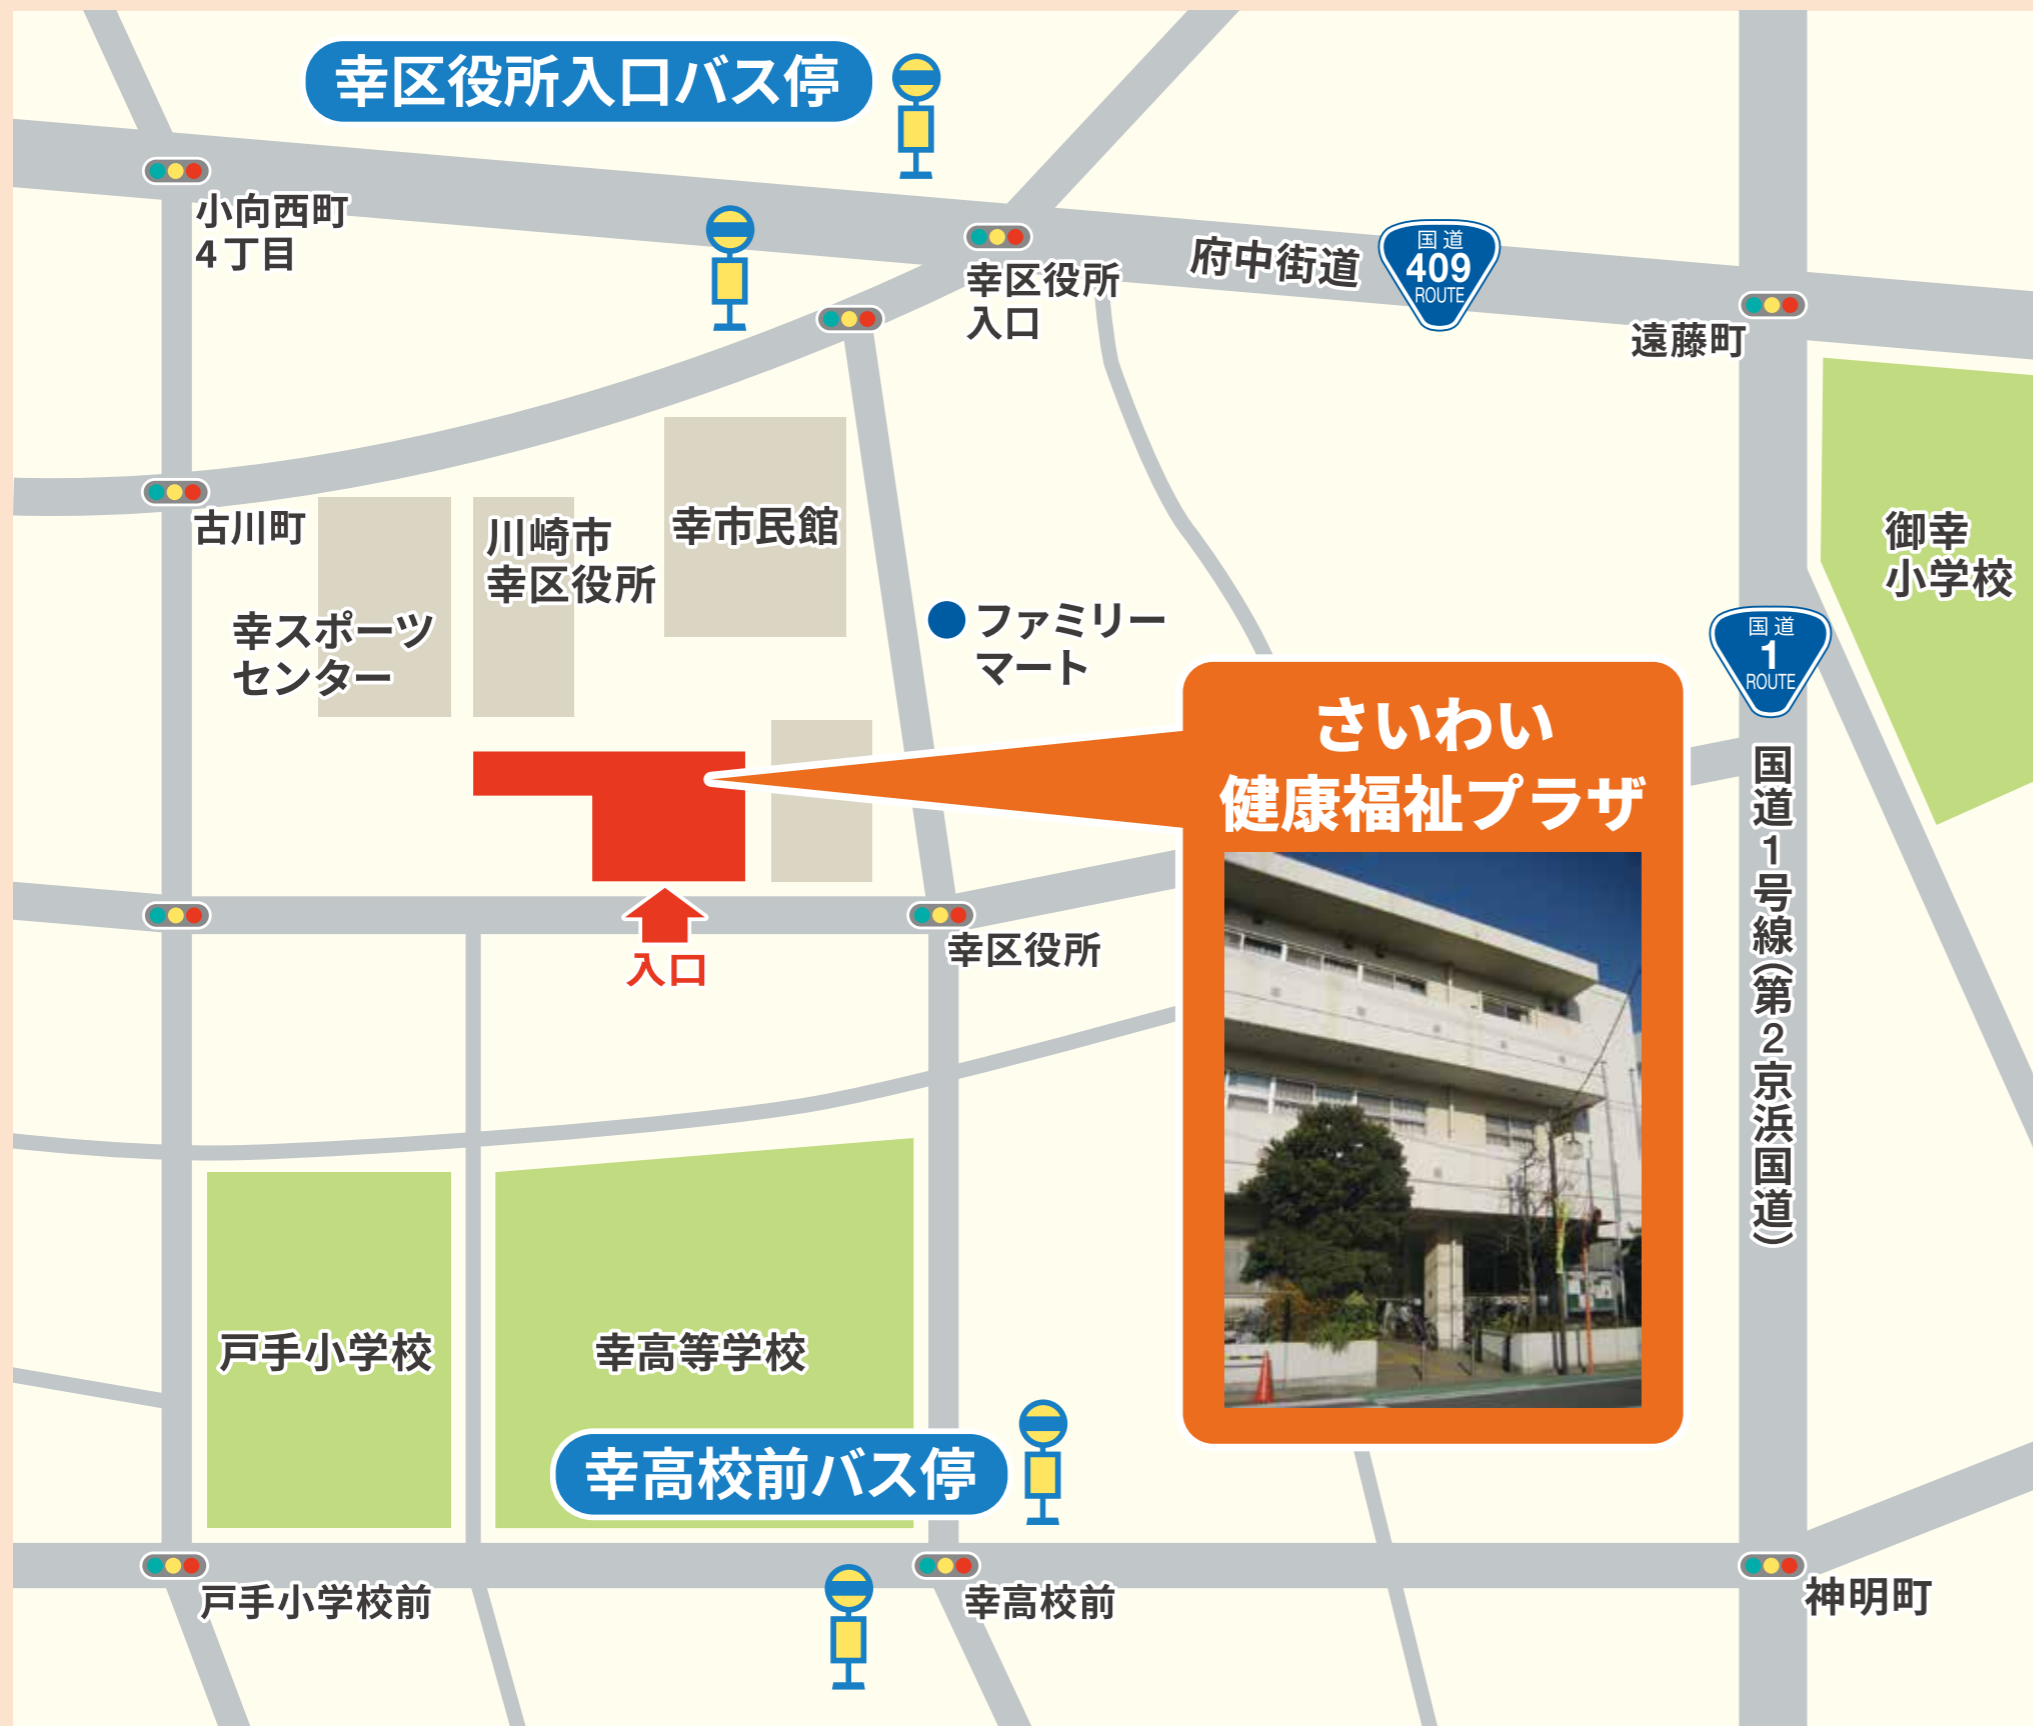 幸区役所入口バス停
小向西町
4丁目
幸区役所
入口
府中街道
国道
409
ROUTE
遠藤町
古川町
川崎市
幸区役所
幸市民館
幸スポーツ
センター
ファミリー
マート
御幸
小学校
国道
1
ROUTE
さいわい
健康福祉プラザ
国道1号線(第2京浜国道)
入口
幸区役所
戸手小学校
幸高等学校
幸高校前バス停
戸手小学校前
幸高校前
神明町